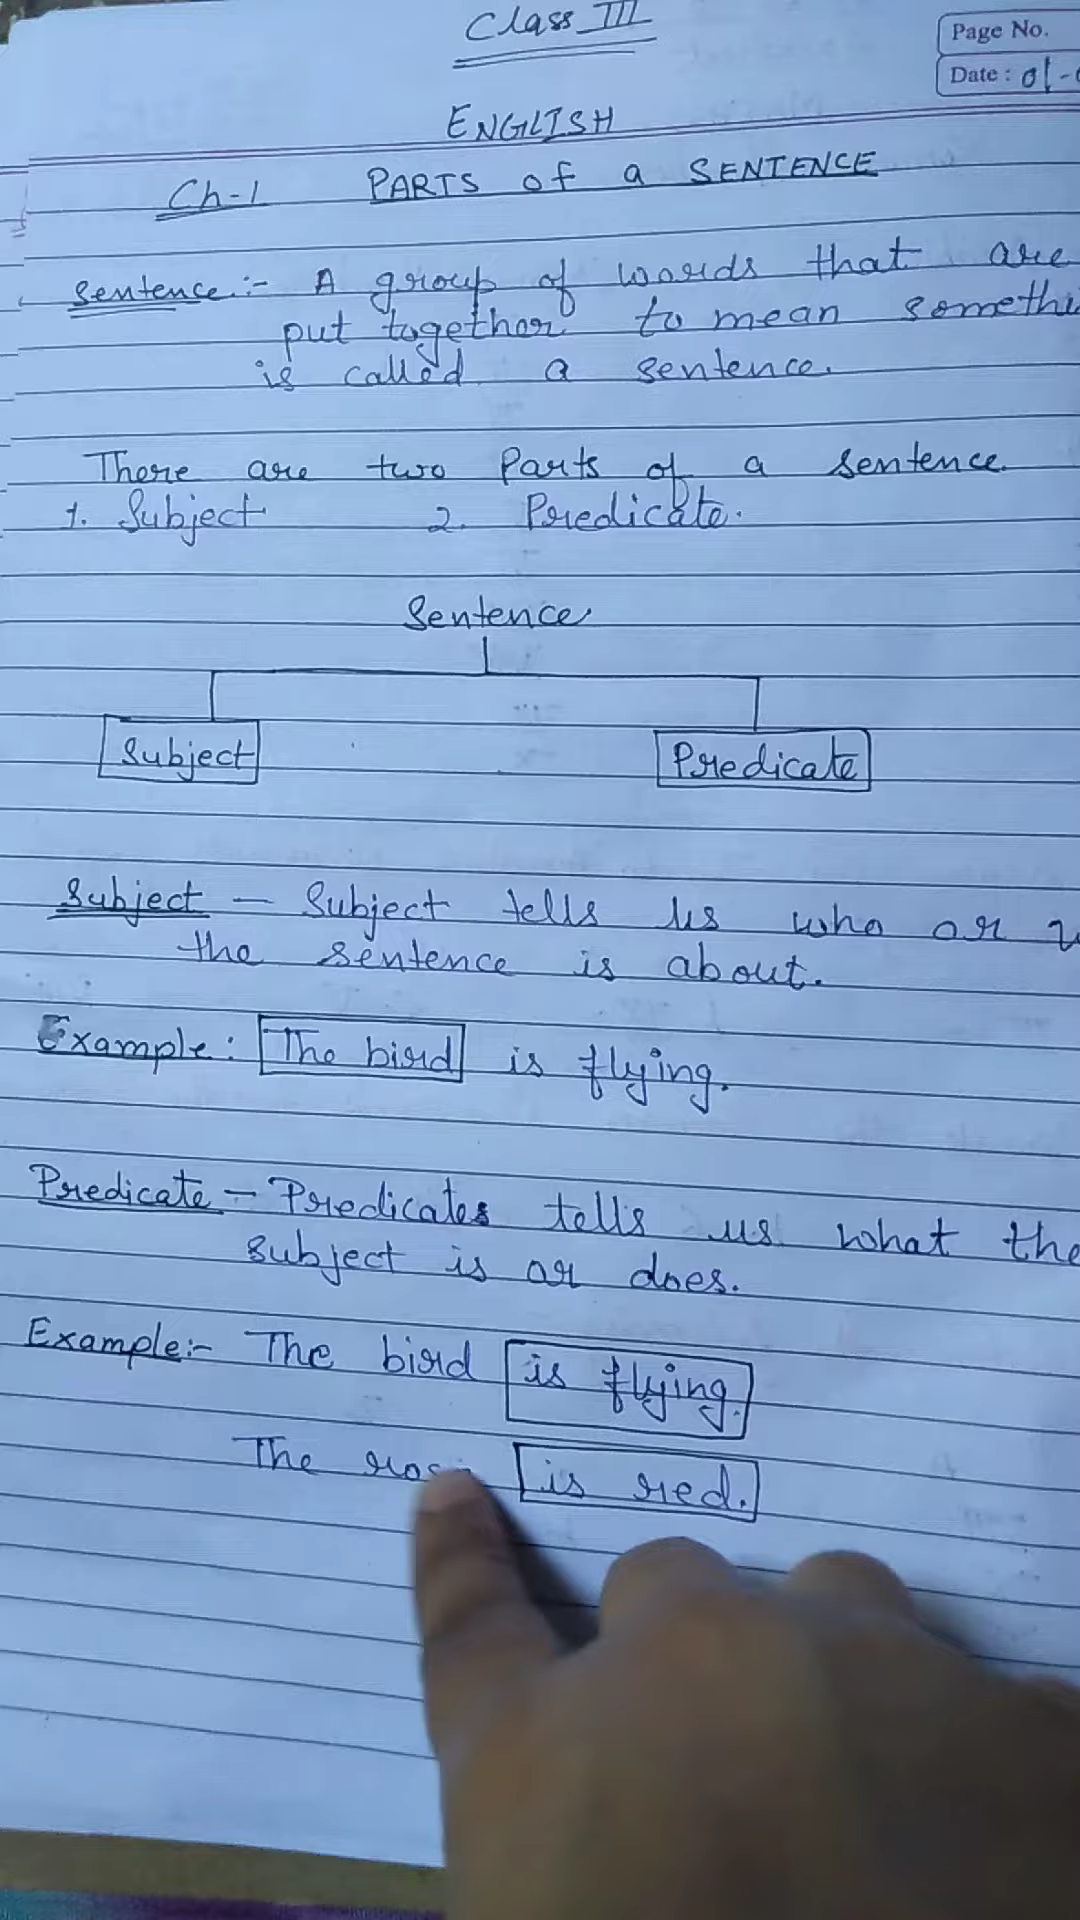 Class III
Page No.
Date : 01-
ENGLISH
Ch-1 PARTS of a SENTENCE
Sentence :- A group of words that are
put together to mean somethi
is called a sentence.
There are two Parts of a sentence
1. Subject 2. Predicate.
Sentence
Subject Predicate
Subject - Subject tells us who or
the sentence is about.
Example : The bird is flying.
Predicate - Predicates tells us what the
subject is or does.
Example :- The bird is flying.
The is red.